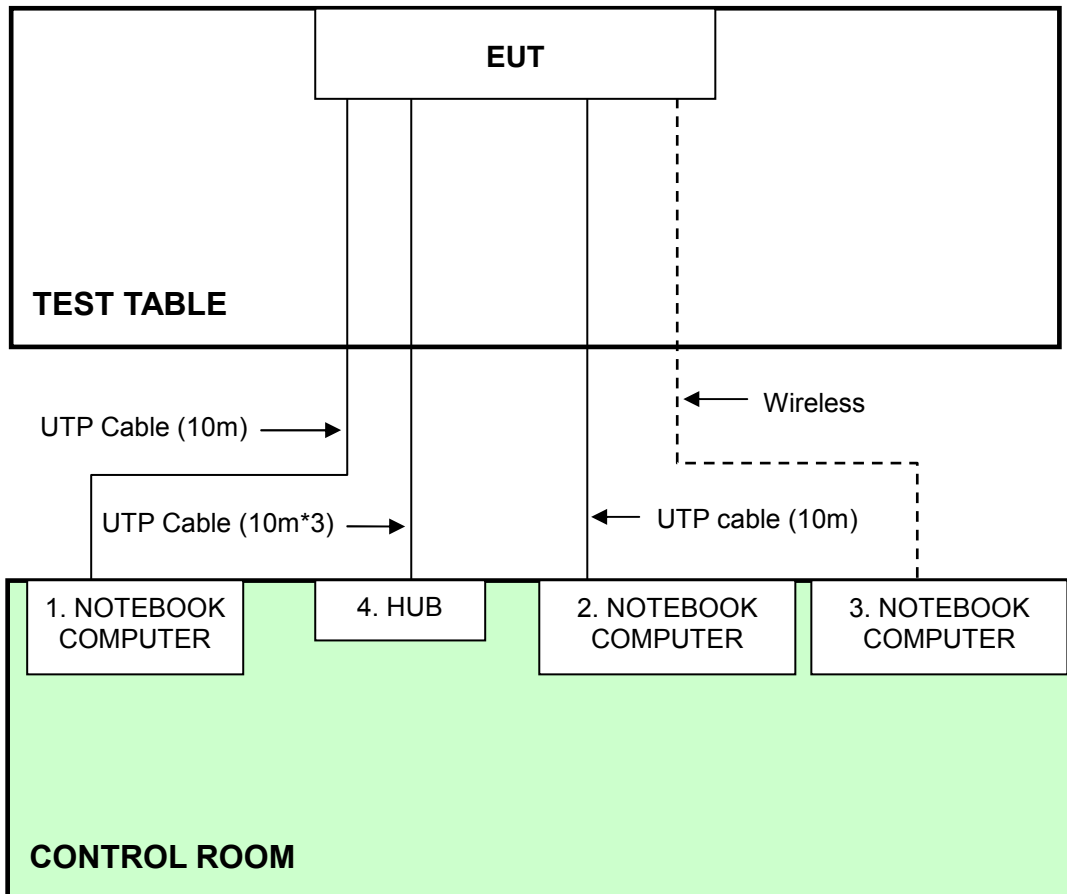 EUT
TEST TABLE
Wireless
UTP Cable (10m)
UTP Cable (10m*3)
UTP cable (10m)
1. NOTEBOOK
COMPUTER
4. HUB
2. NOTEBOOK
COMPUTER
3. NOTEBOOK
COMPUTER
CONTROL ROOM